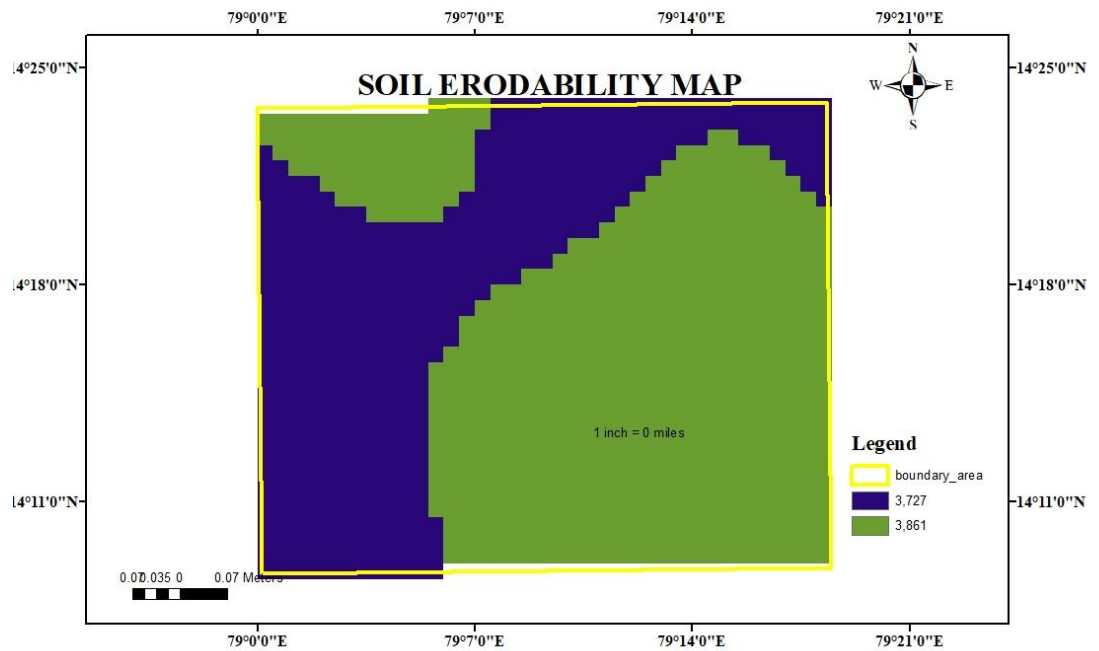 79°0'0"E 79°7'0"E 79°14'0"E 79°21'0"E
14°25'0"N 14°25'0"N
SOIL ERODABILITY MAP
N
W E
S
14°18'0"N 14°18'0"N
1 inch = 0 miles
Legend
boundary_area
14°11'0"N 14°11'0"N
3,727
3,861
0.07 0.035 0 0.07 Meters
79°0'0"E 79°7'0"E 79°14'0"E 79°21'0"E